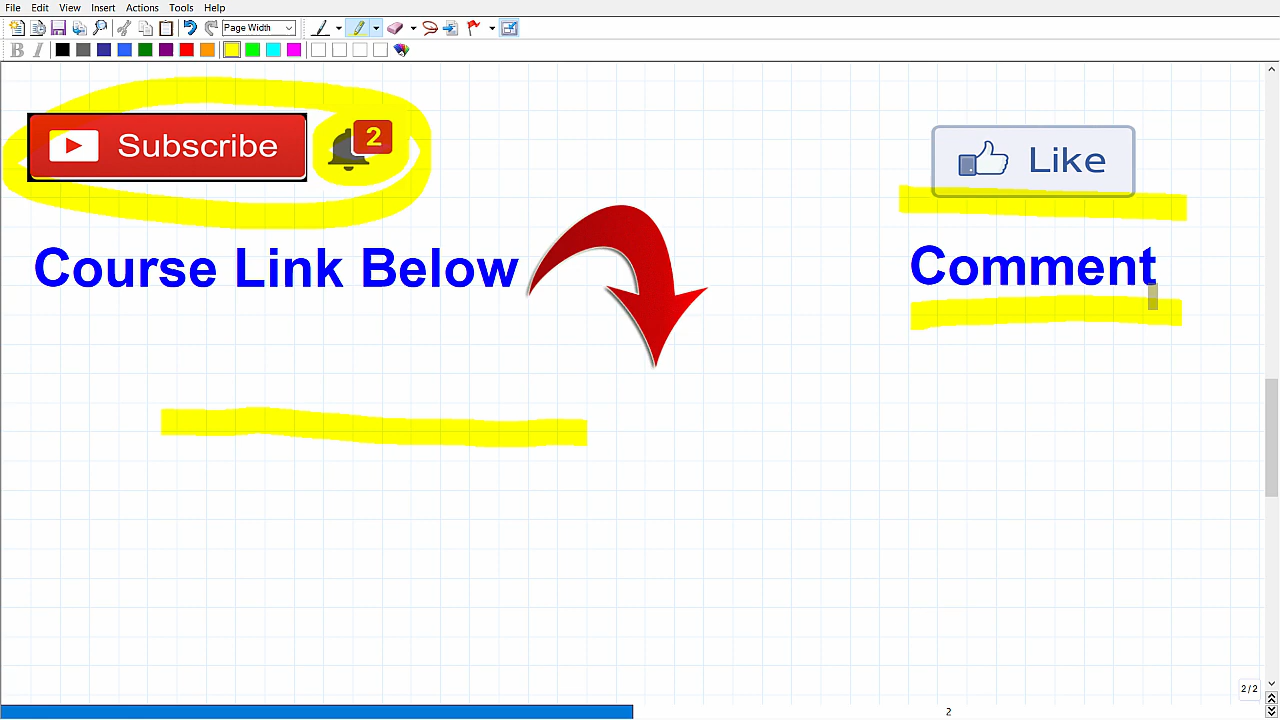 File Edit View Insert Actions Tools Help
Page Width
B I
Subscribe 2
Like
Course Link Below
Comment
2/2
2